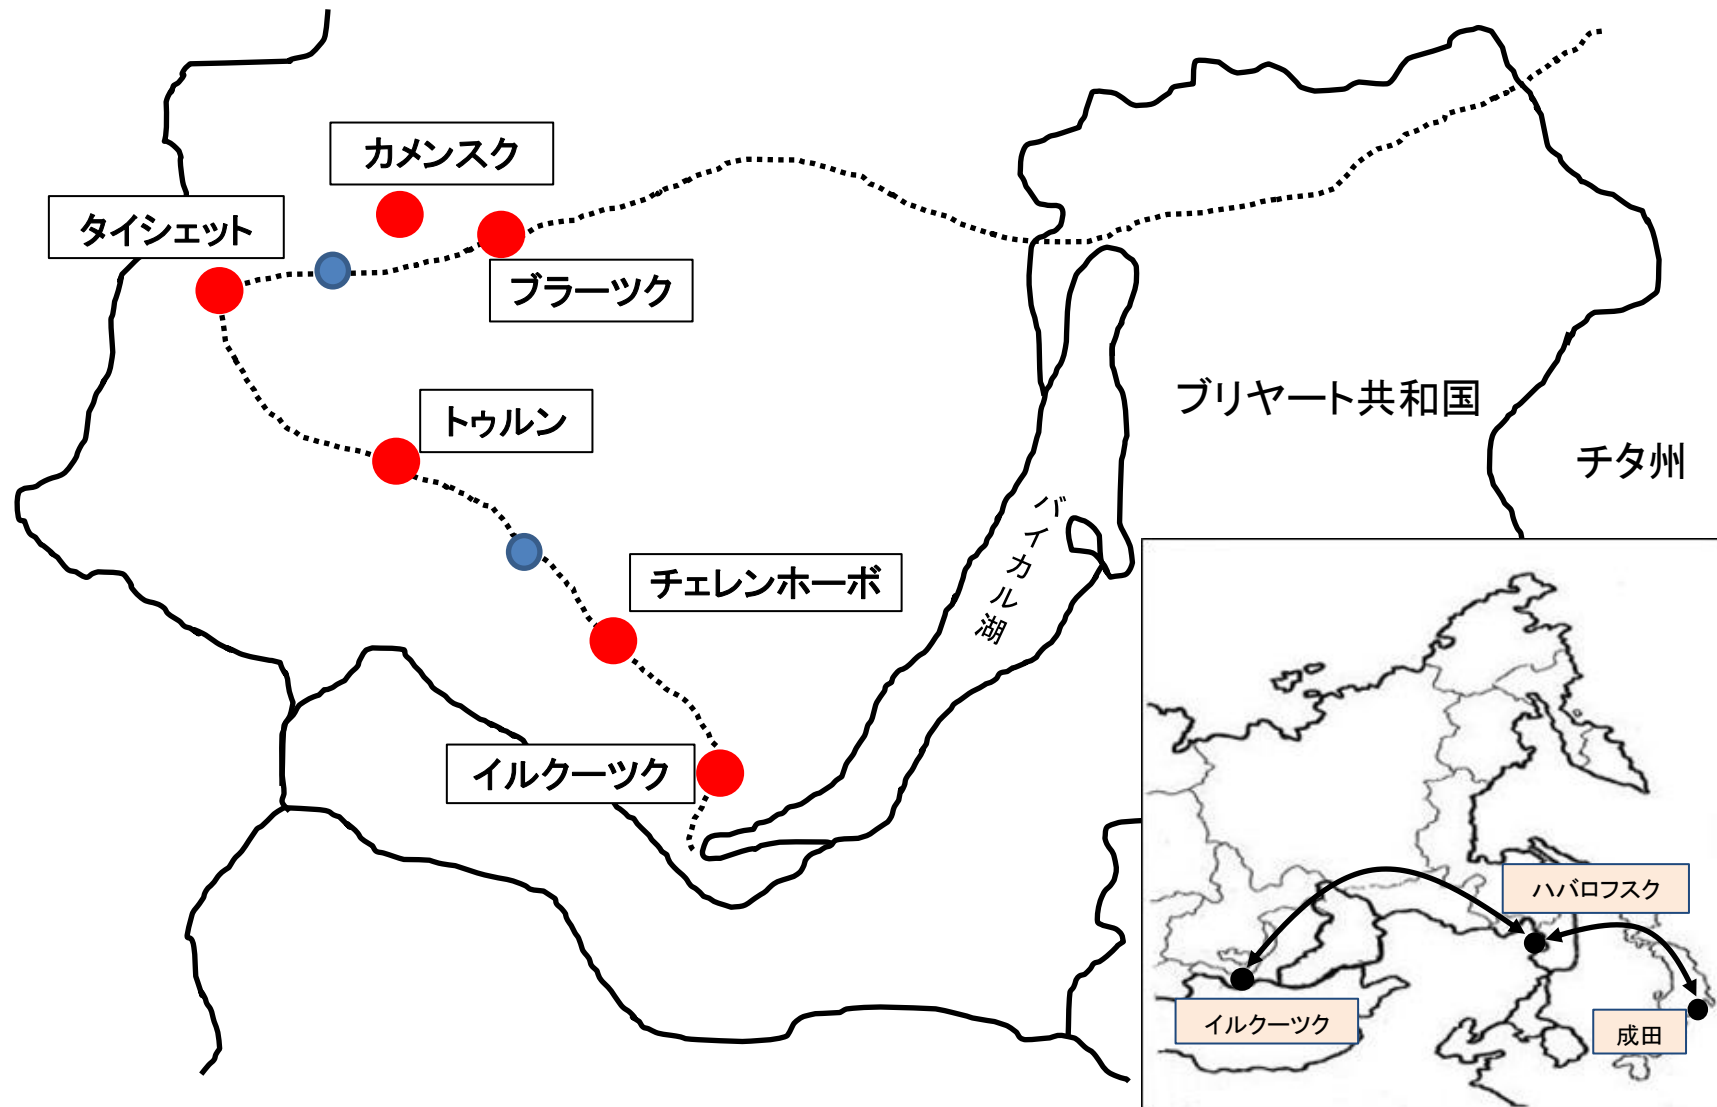 カメンスク
タイシェット
ブラーツク
トゥルン
ブリヤート共和国
チタ州
バイカル湖
チェレンホーボ
イルクーツク
ハバロフスク
イルクーツク
成田